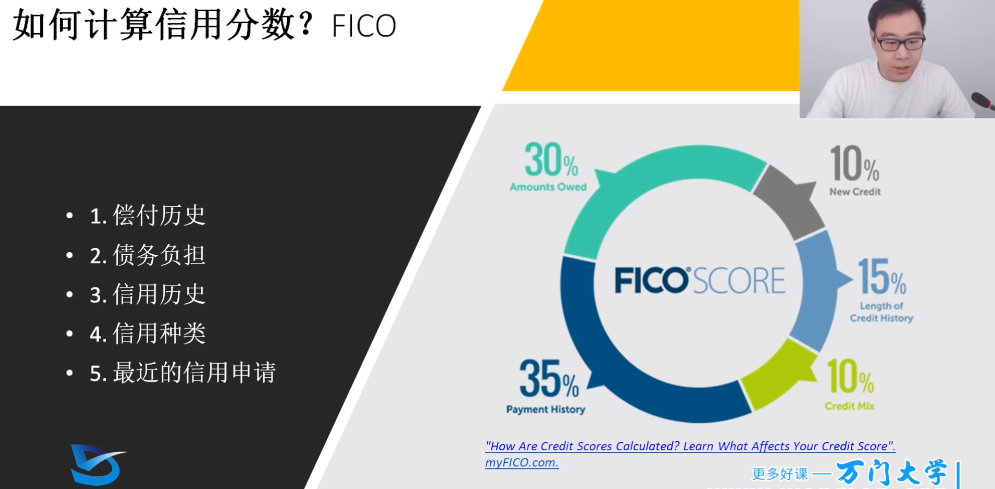 如何计算信用分数？FICO
• 1. 偿付历史
• 2. 债务负担
• 3. 信用历史
• 4. 信用种类
• 5. 最近的信用申请
30%
Amounts Owed
10%
New Credit
FICO® SCORE
15%
Length of
Credit History
35%
Payment History
10%
Credit Mix
"How Are Credit Scores Calculated? Learn What Affects Your Credit Score".
myFICO.com.
更多好课 — 万门大学